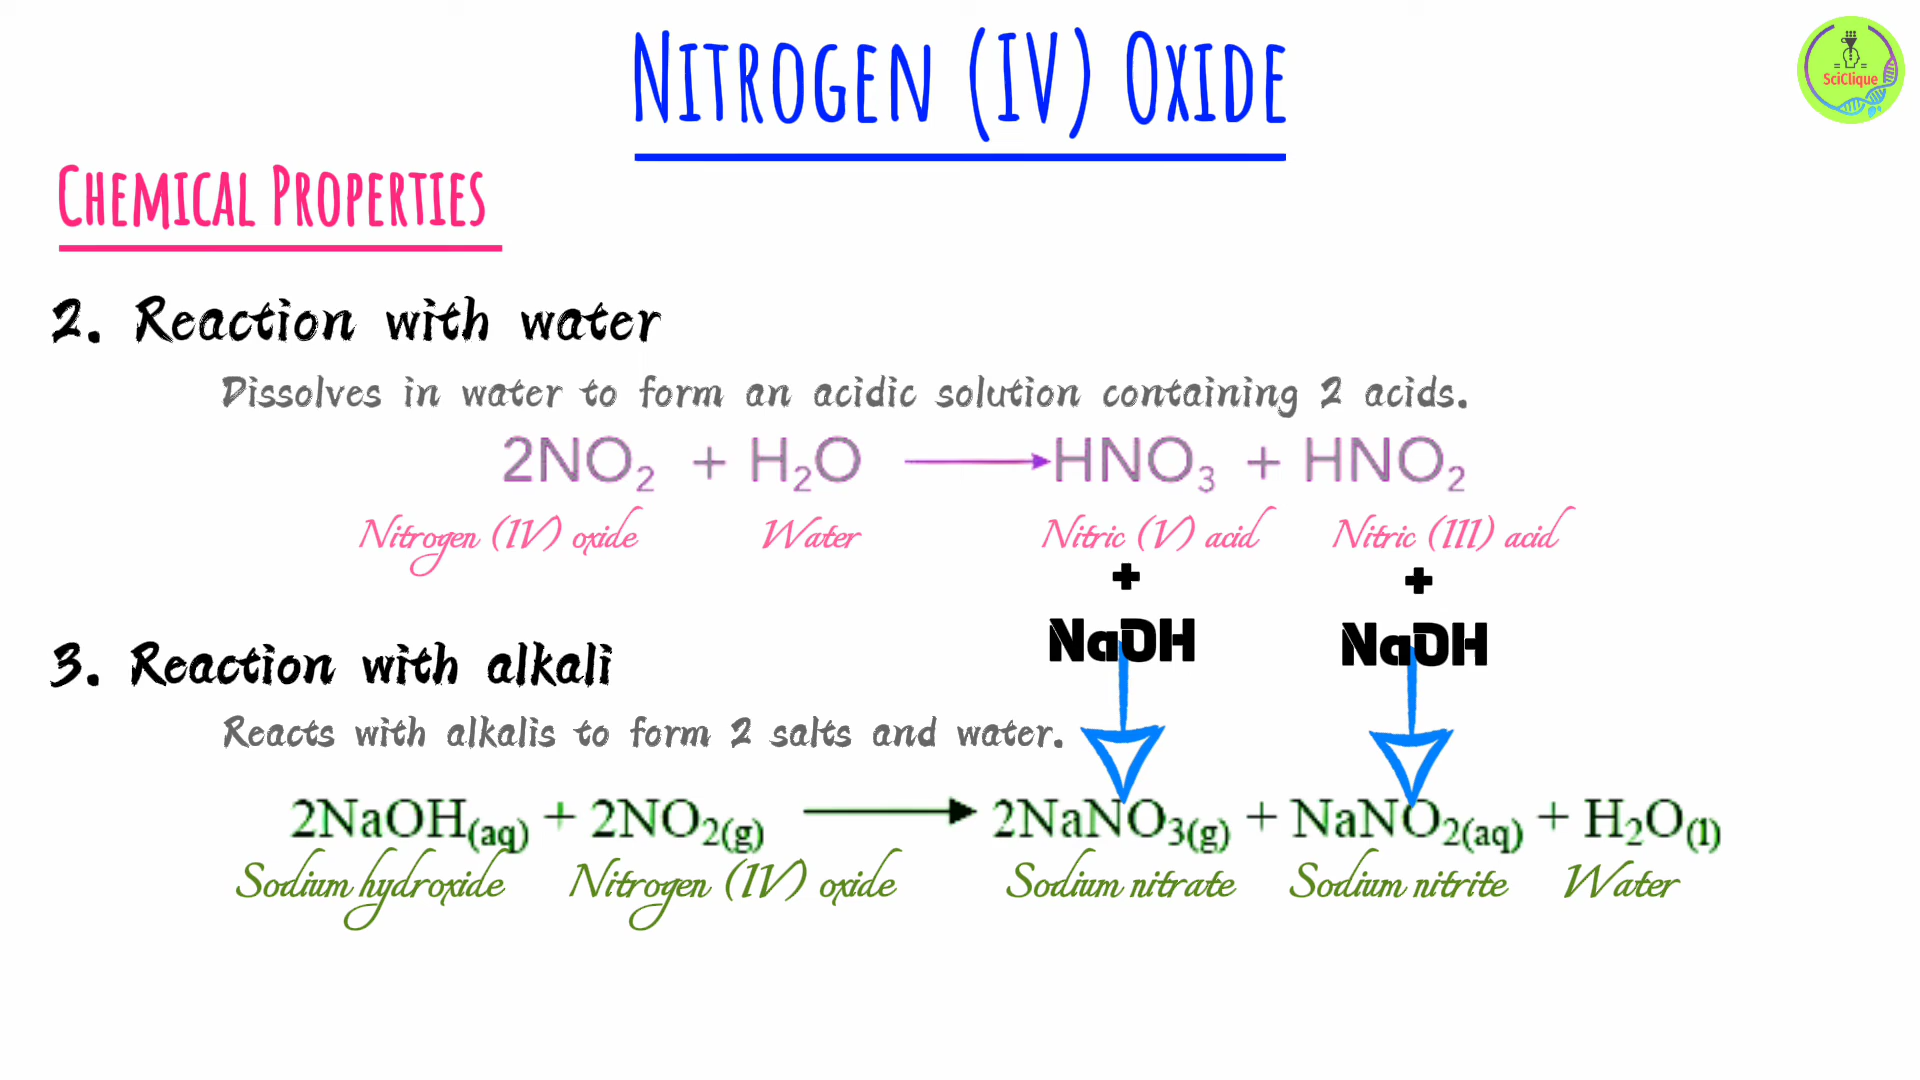 NITROGEN (IV) OXIDE
SciClique
CHEMICAL PROPERTIES
2. Reaction with water
Dissolves in water to form an acidic solution containing 2 acids.
2NO₂ + H₂O ⟶ HNO₃ + HNO₂
Nitrogen (IV) oxide Water Nitric (V) acid Nitric (III) acid
+ +
NaOH NaOH
3. Reaction with alkali
Reacts with alkalis to form 2 salts and water.
2NaOH(aq) + 2NO₂(g) ⟶ 2NaNO₃(g) + NaNO₂(aq) + H₂O(l)
Sodium hydroxide Nitrogen (IV) oxide Sodium nitrate Sodium nitrite Water